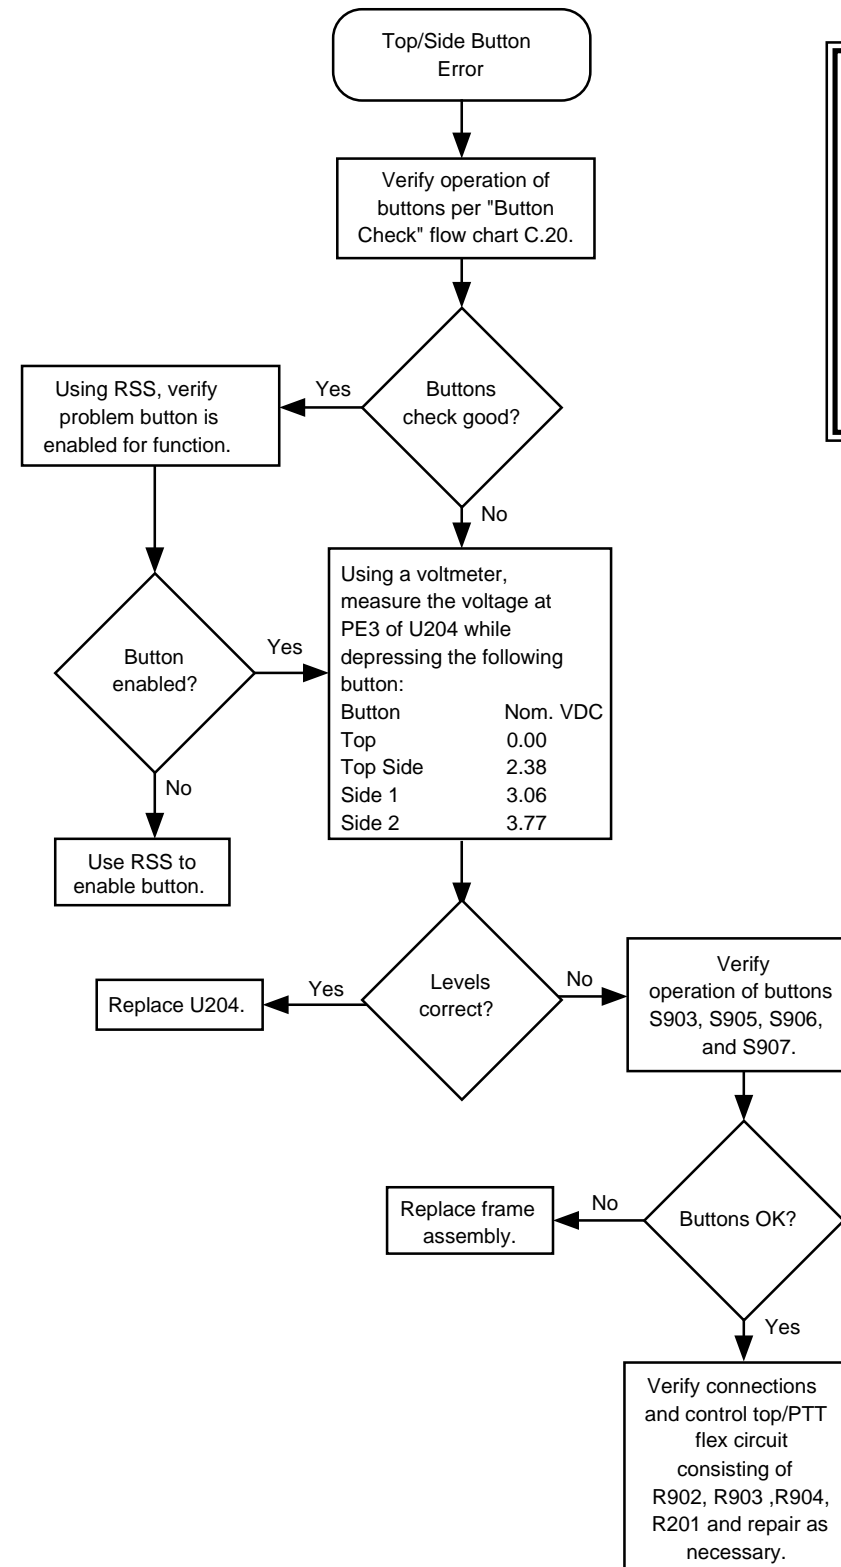 Top/Side Button
Error
Verify operation of
buttons per "Button
Check" flow chart C.20.
Buttons
check good?
Yes
Using RSS, verify
problem button is
enabled for function.
No
Button
enabled?
Yes
No
Use RSS to
enable button.
Using a voltmeter,
measure the voltage at
PE3 of U204 while
depressing the following
button:
Button Nom. VDC
Top 0.00
Top Side 2.38
Side 1 3.06
Side 2 3.77
Levels
correct?
Yes
Replace U204.
No
Verify
operation of buttons
S903, S905, S906,
and S907.
Buttons OK?
No
Replace frame
assembly.
Yes
Verify connections
and control top/PTT
flex circuit
consisting of
R902, R903 ,R904,
R201 and repair as
necessary.